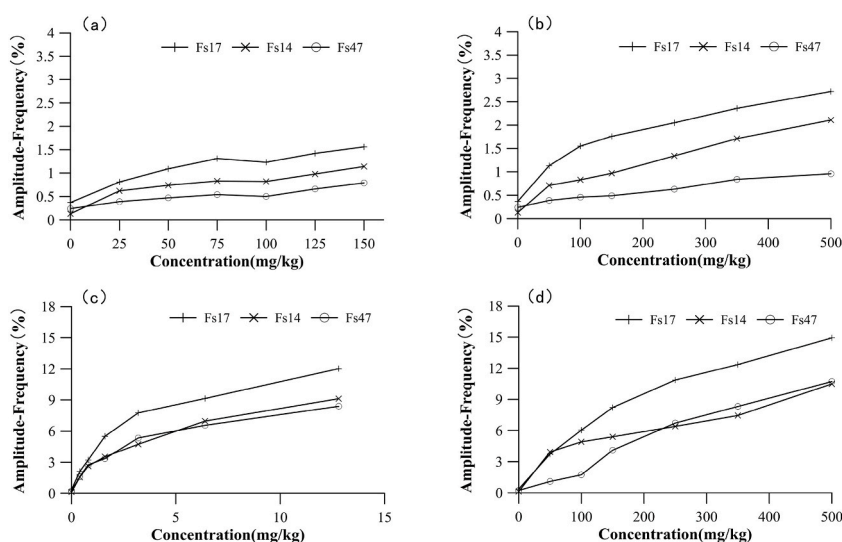 (a)
Fs17 Fs14 Fs47
Amplitude-Frequency(%)
4
3.5
3
2.5
2
1.5
1
0.5
0
0 25 50 75 100 125 150
Concentration(mg/kg)
(b)
Fs17 Fs14 Fs47
Amplitude-Frequency(%)
4
3.5
3
2.5
2
1.5
1
0.5
0
0 100 200 300 400 500
Concentration(mg/kg)
(c)
Fs17 Fs14 Fs47
Amplitude-Frequency(%)
18
15
12
9
6
3
0
0 5 10 15
Concentration(mg/kg)
(d)
Fs17 Fs14 Fs47
Amplitude-Frequency(%)
18
15
12
9
6
3
0
0 100 200 300 400 500
Concentration(mg/kg)